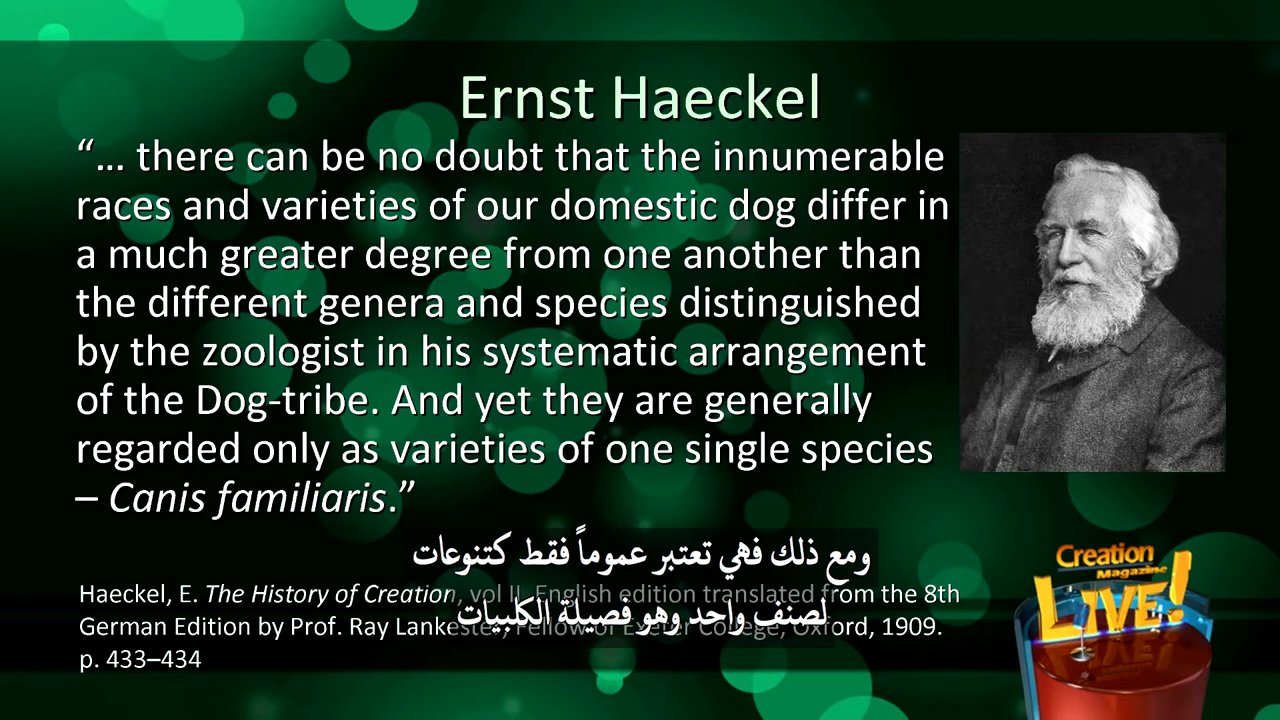 Ernst Haeckel
“… there can be no doubt that the innumerable
races and varieties of our domestic dog differ in
a much greater degree from one another than
the different genera and species distinguished
by the zoologist in his systematic arrangement
of the Dog-tribe. And yet they are generally
regarded only as varieties of one single species
– Canis familiaris.”
ومع ذلك فهي تعتبر عموماً فقط كتنوعات
لصنف واحد وهو فصيلة الكلبيات
Haeckel, E. The History of Creation, vol II, English edition translated from the 8th
German Edition by Prof. Ray Lankester, Fellow of Exeter College, Oxford, 1909.
p. 433–434
Creation
Magazine
LIVE!